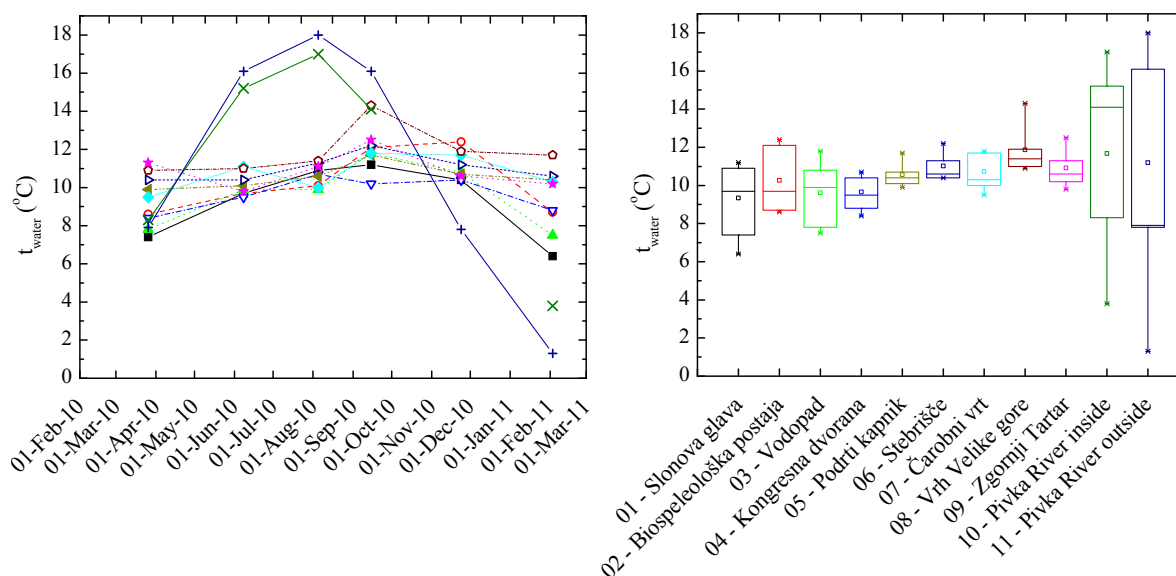 18
16
14
12
10
8
6
4
2
0
t_water (°C)
01-Feb-10
01-Mar-10
01-Apr-10
01-May-10
01-Jun-10
01-Jul-10
01-Aug-10
01-Sep-10
01-Oct-10
01-Nov-10
01-Dec-10
01-Jan-11
01-Feb-11
01-Mar-11
18
16
14
12
10
8
6
4
2
0
t_water (°C)
01 - Slonova glava
02 - Biospeleološka postaja
03 - Vodopad
04 - Kongresna dvorana
05 - Podrti kapnik
06 - Stebrišče
07 - Čarobni vrt
08 - Vrh Velike gore
09 - Zgornji Tartar
10 - Pivka River inside
11 - Pivka River outside